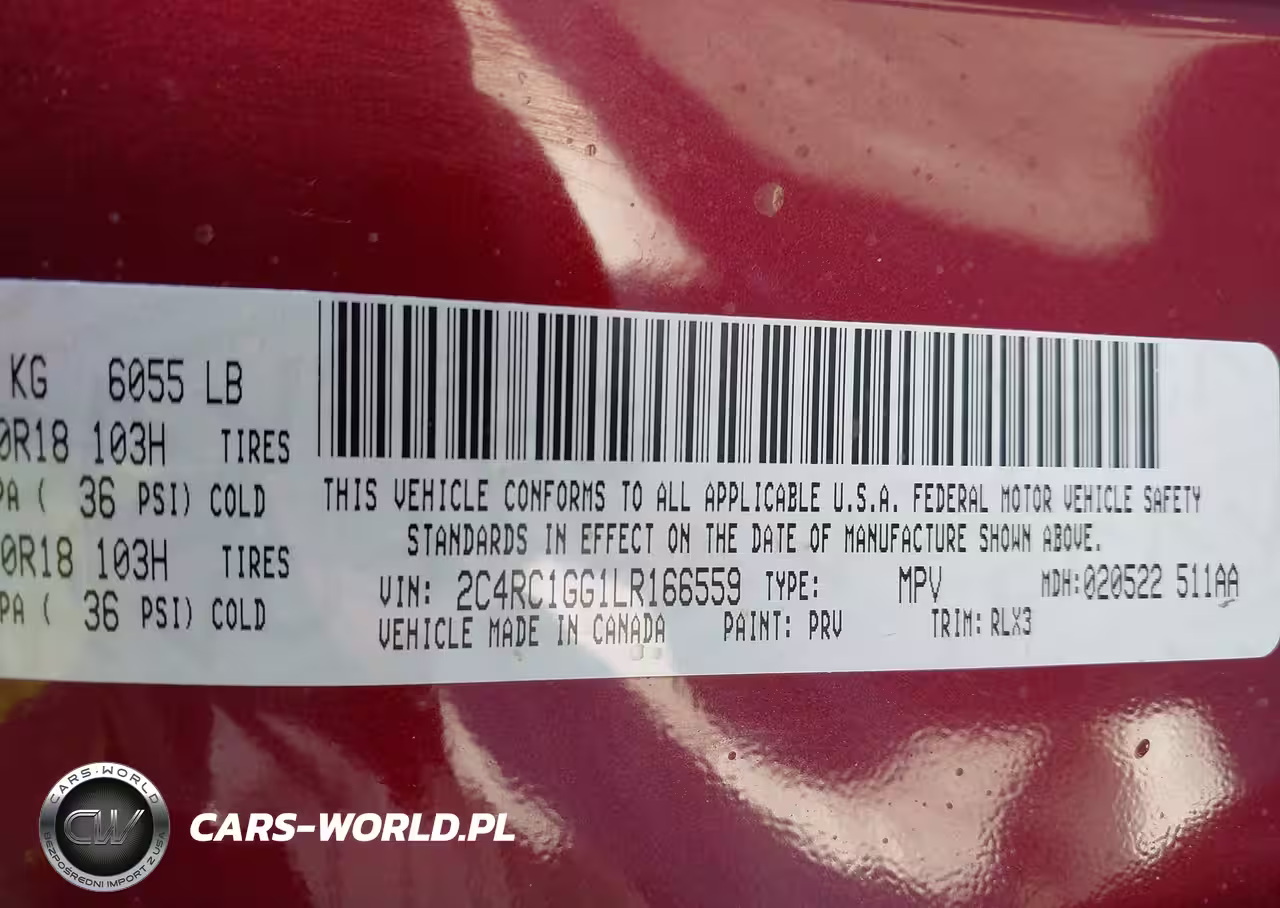 KG 6055 LB
0R18 103H TIRES
PA ( 36 PSI) COLD
0R18 103H TIRES
PA ( 36 PSI) COLD
THIS VEHICLE CONFORMS TO ALL APPLICABLE U.S.A. FEDERAL MOTOR VEHICLE SAFETY
STANDARDS IN EFFECT ON THE DATE OF MANUFACTURE SHOWN ABOVE.
VIN: 2C4RC1GG1LR166559 TYPE: MPV MDH:020522 511AA
VEHICLE MADE IN CANADA PAINT: PRV TRIM: RLX3
CARS-WORLD
CW
BEZPOŚREDNI IMPORT Z USA
CARS-WORLD.PL